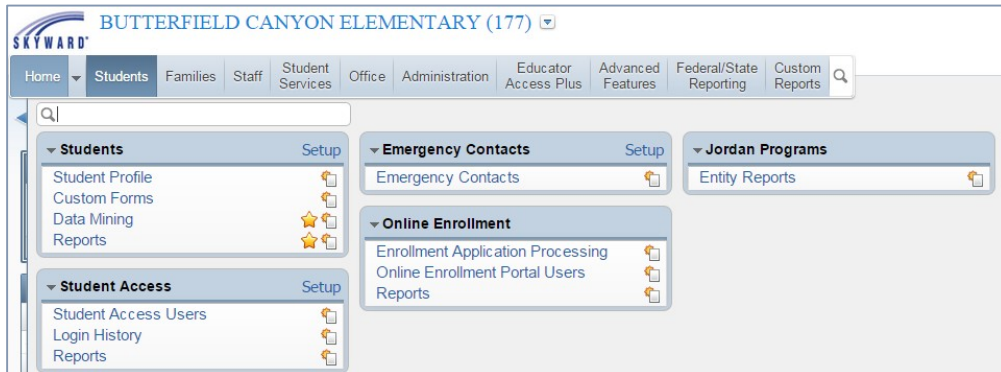 BUTTERFIELD CANYON ELEMENTARY (177)
SKYWARD
Home Students Families Staff Student Services Office Administration Educator Access Plus Advanced Features Federal/State Reporting Custom Reports
Students Setup
Student Profile
Custom Forms
Data Mining
Reports
Student Access Setup
Student Access Users
Login History
Reports
Emergency Contacts Setup
Emergency Contacts
Online Enrollment
Enrollment Application Processing
Online Enrollment Portal Users
Reports
Jordan Programs
Entity Reports